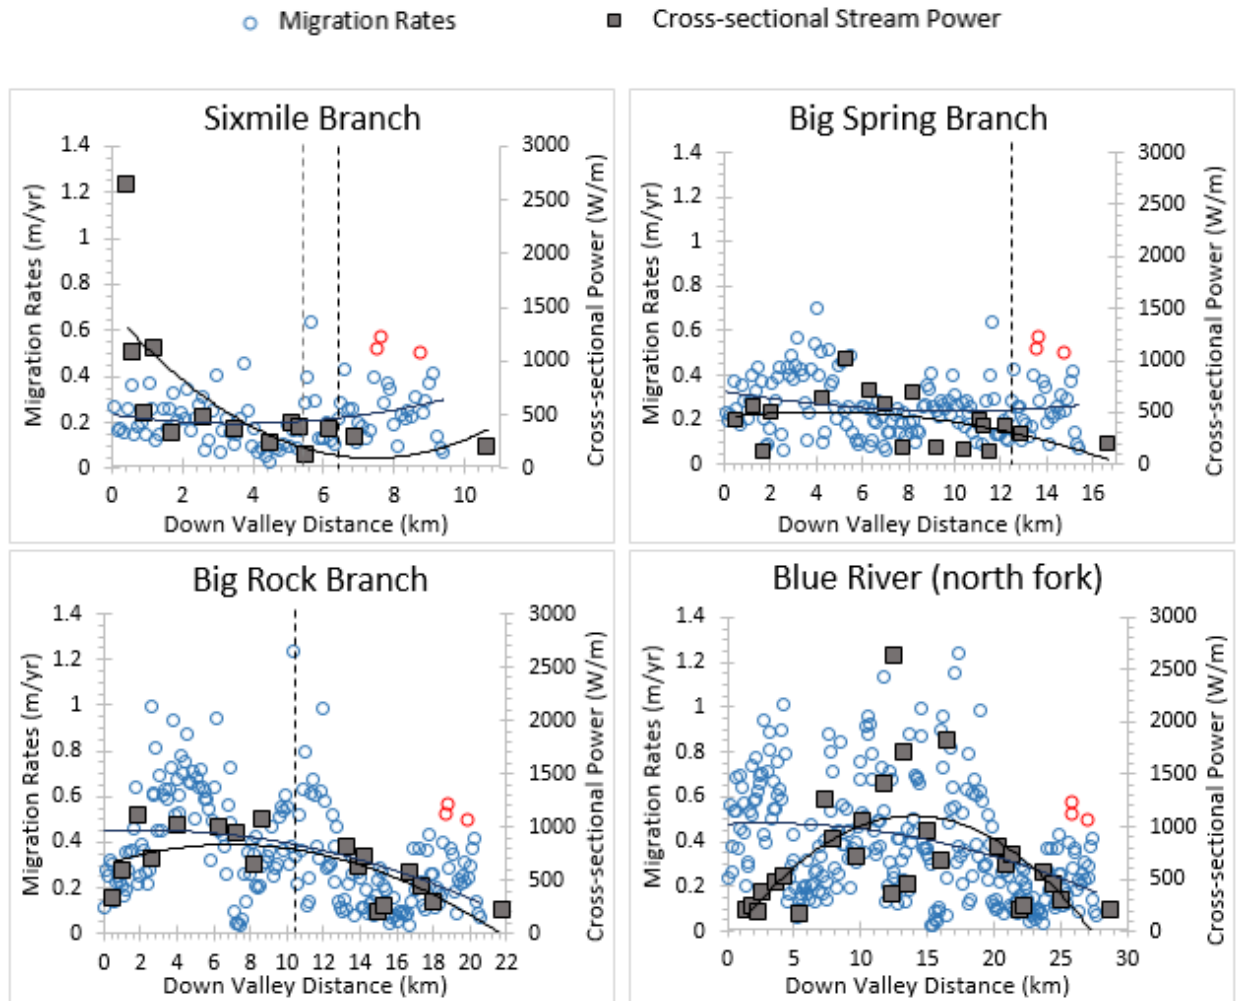 Migration Rates Cross-sectional Stream Power
Sixmile Branch
Migration Rates (m/yr)
1.4
1.2
1
0.8
0.6
0.4
0.2
0
3000
2500
2000
1500
1000
500
0
Cross-sectional Power (W/m)
0 2 4 6 8 10
Down Valley Distance (km)
Big Spring Branch
Migration Rates (m/yr)
1.4
1.2
1
0.8
0.6
0.4
0.2
0
3000
2500
2000
1500
1000
500
0
Cross-sectional Power (W/m)
0 2 4 6 8 10 12 14 16
Down Valley Distance (km)
Big Rock Branch
Migration Rates (m/yr)
1.4
1.2
1
0.8
0.6
0.4
0.2
0
3000
2500
2000
1500
1000
500
0
Cross-sectional Power (W/m)
0 2 4 6 8 10 12 14 16 18 20 22
Down Valley Distance (km)
Blue River (north fork)
Migration Rates (m/yr)
1.4
1.2
1
0.8
0.6
0.4
0.2
0
3000
2500
2000
1500
1000
500
0
Cross-sectional Power (W/m)
0 5 10 15 20 25 30
Down Valley Distance (km)